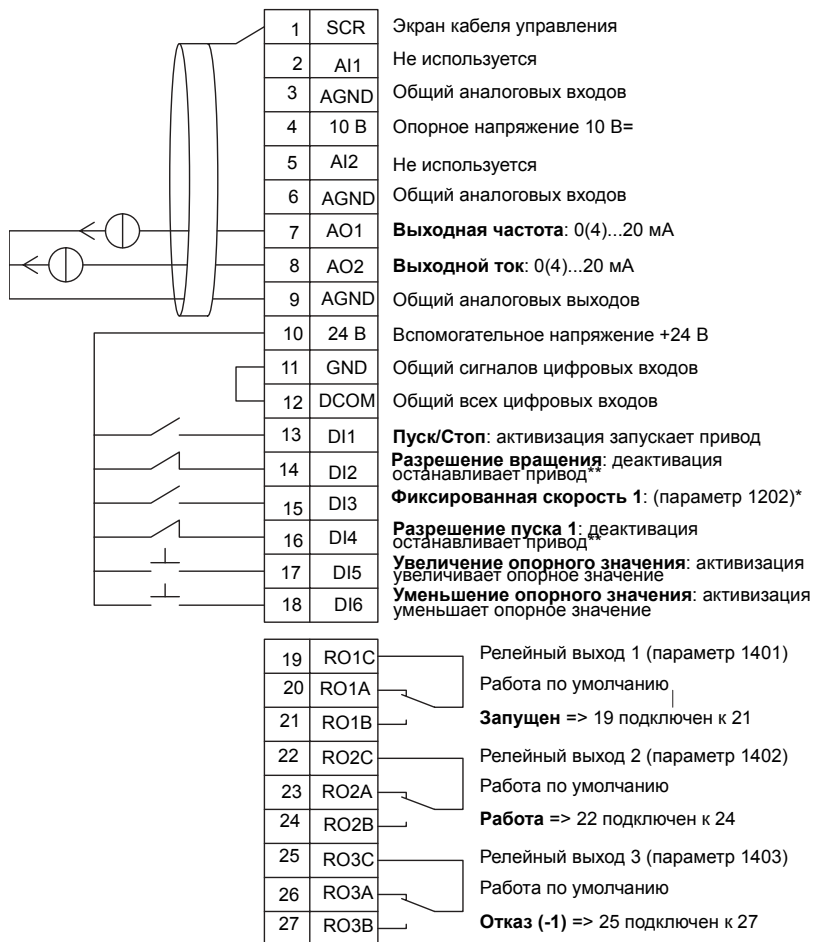 1 SCR Экран кабеля управления
2 AI1 Не используется
3 AGND Общий аналоговых входов
4 10 В Опорное напряжение 10 В=
5 AI2 Не используется
6 AGND Общий аналоговых входов
7 AO1 Выходная частота: 0(4)...20 мА
8 AO2 Выходной ток: 0(4)...20 мА
9 AGND Общий аналоговых выходов
10 24 В Вспомогательное напряжение +24 В
11 GND Общий сигналов цифровых входов
12 DCOM Общий всех цифровых входов
13 DI1 Пуск/Стоп: активизация запускает привод
14 DI2 Разрешение вращения: деактивация
останавливает привод**
15 DI3 Фиксированная скорость 1: (параметр 1202)*
16 DI4 Разрешение пуска 1: деактивация
останавливает привод**
17 DI5 Увеличение опорного значения: активизация
увеличивает опорное значение
18 DI6 Уменьшение опорного значения: активизация
уменьшает опорное значение
19 RO1C Релейный выход 1 (параметр 1401)
20 RO1A Работа по умолчанию
21 RO1B Запущен => 19 подключен к 21
22 RO2C Релейный выход 2 (параметр 1402)
23 RO2A Работа по умолчанию
24 RO2B Работа => 22 подключен к 24
25 RO3C Релейный выход 3 (параметр 1403)
26 RO3A Работа по умолчанию
27 RO3B Отказ (-1) => 25 подключен к 27